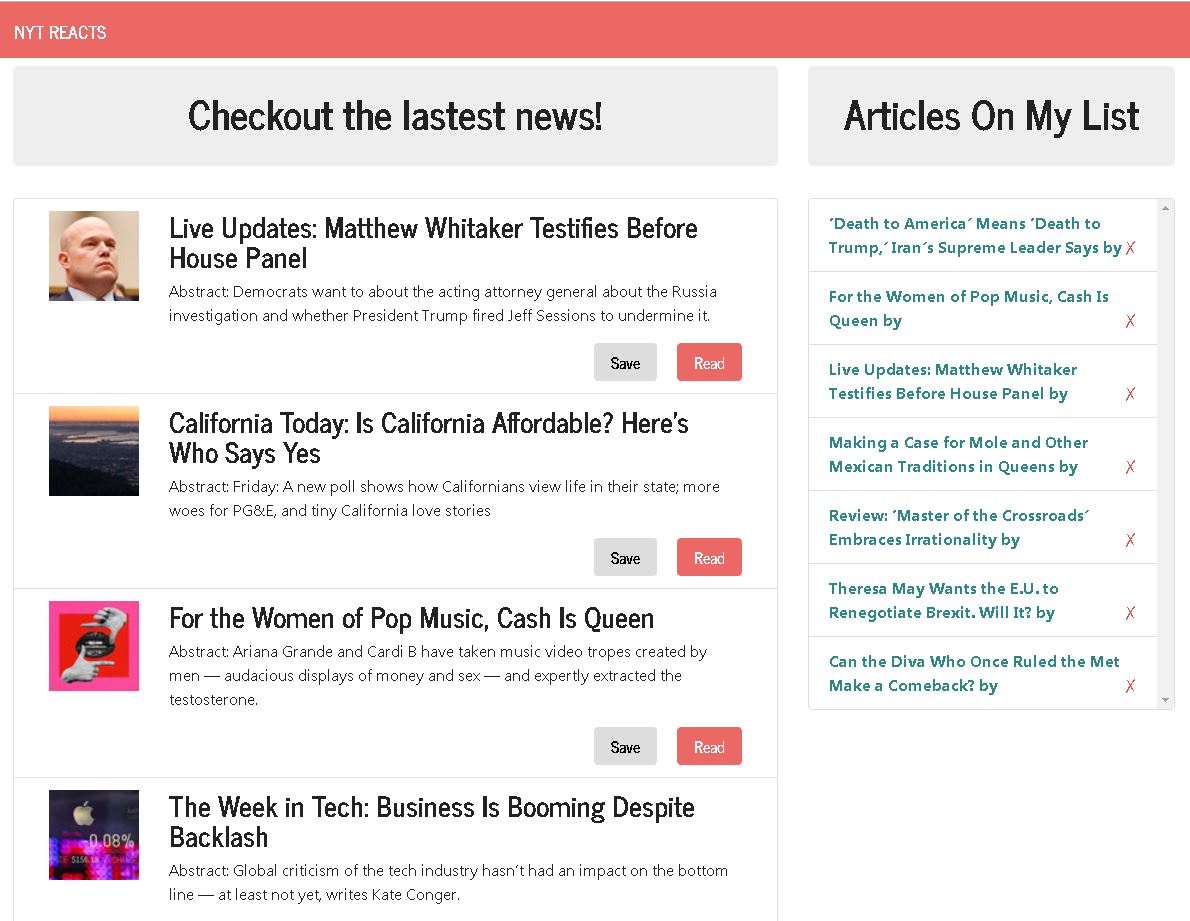 NYT REACTS
Checkout the lastest news!
Live Updates: Matthew Whitaker Testifies Before
House Panel
Abstract: Democrats want to about the acting attorney general about the Russia
investigation and whether President Trump fired Jeff Sessions to undermine it.
Save Read
California Today: Is California Affordable? Here’s
Who Says Yes
Abstract: Friday: A new poll shows how Californians view life in their state; more
woes for PG&E, and tiny California love stories
Save Read
For the Women of Pop Music, Cash Is Queen
Abstract: Ariana Grande and Cardi B have taken music video tropes created by
men — audacious displays of money and sex — and expertly extracted the
testosterone.
Save Read
-0.08%
$156.18
The Week in Tech: Business Is Booming Despite
Backlash
Abstract: Global criticism of the tech industry hasn’t had an impact on the bottom
line — at least not yet, writes Kate Conger.
Articles On My List
‘Death to America’ Means ‘Death to
Trump,’ Iran’s Supreme Leader Says by ✗
For the Women of Pop Music, Cash Is
Queen by ✗
Live Updates: Matthew Whitaker
Testifies Before House Panel by ✗
Making a Case for Mole and Other
Mexican Traditions in Queens by ✗
Review: ‘Master of the Crossroads’
Embraces Irrationality by ✗
Theresa May Wants the E.U. to
Renegotiate Brexit. Will It? by ✗
Can the Diva Who Once Ruled the Met
Make a Comeback? by ✗